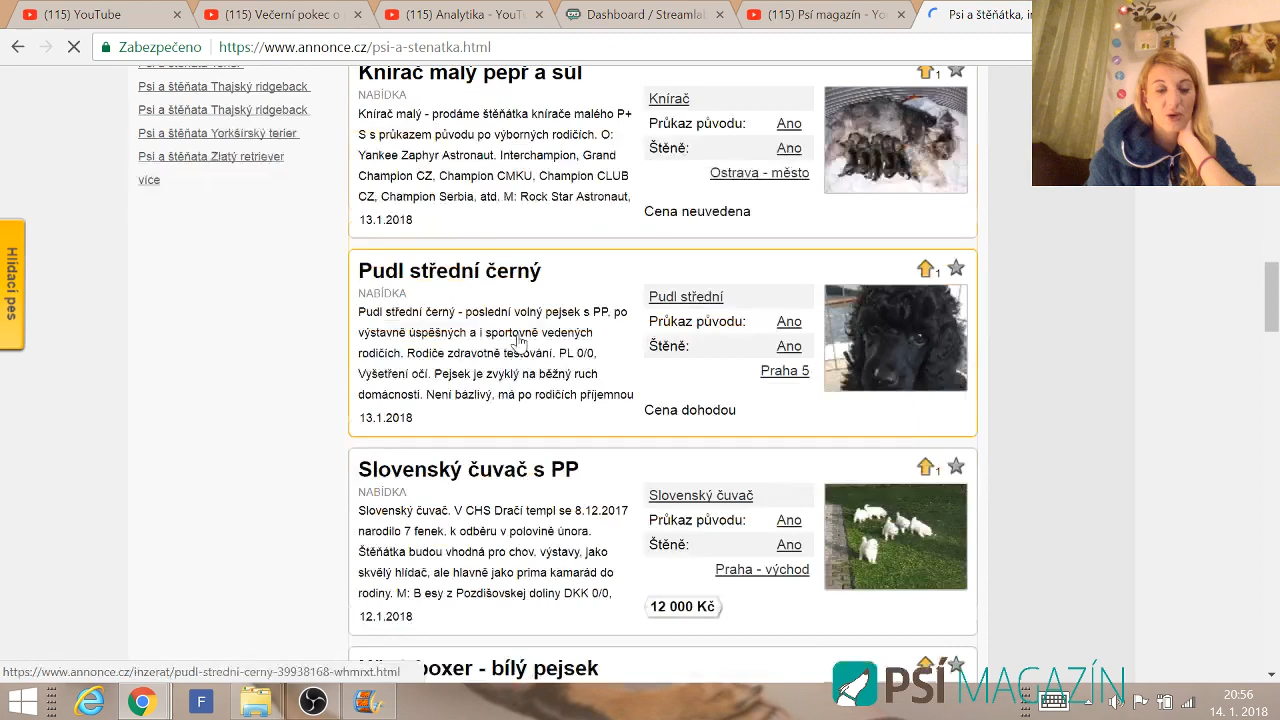 (115) YouTube
(115) Večerní poker o
Analytika - YouT
Dashboard / Streamlab
(115) Psí magazín - Yo
Psi a štěňátka, in
Zabezpečeno
https://www.annonce.cz/psi-a-stenatka.html
Psi a štěňata Teriér
Psi a štěňata Thajský ridgeback
Psi a štěňata Thajský ridgeback
Psi a štěňata Yorkšírský terier
Psi a štěňata Zlatý retriever
více
Hlídací pes
Knírač malý pepř a sůl
NABÍDKA
Knírač malý - prodáme štěňátka knírače malého P+
S s průkazem původu po výborných rodičích. O:
Yankee Zaphyr Astronaut. Interchampion, Grand
Champion CZ, Champion CMKU, Champion CLUB
CZ, Champion Serbia, atd. M: Rock Star Astronaut,
13.1.2018
Knírač
Průkaz původu: Ano
Štěně: Ano
Ostrava - město
Cena neuvedena
1
Pudl střední černý
NABÍDKA
Pudl střední černý - poslední volný pejsek s PP, po
výstavně úspěšných a i sportovně vedených
rodičích. Rodiče zdravotně testování. PL 0/0,
Vyšetření očí. Pejsek je zvyklý na běžný ruch
domácnosti. Není bázlivý, má po rodičích příjemnou
13.1.2018
Pudl střední
Průkaz původu: Ano
Štěně: Ano
Praha 5
Cena dohodou
1
Slovenský čuvač s PP
NABÍDKA
Slovenský čuvač. V CHS Dračí templ se 8.12.2017
narodilo 7 fenek. k odběru v polovině února.
Štěňátka budou vhodná pro chov. výstavy, jako
skvělý hlídač, ale hlavně jako prima kamarád do
rodiny. M: B esy z Pozdišovskej doliny DKK 0/0,
12.1.2018
Slovenský čuvač
Průkaz původu: Ano
Štěně: Ano
Praha - východ
12 000 Kč
1
boxer - bílý pejsek
1
https://www.annonce.cz/inzerat/pudl-stredni-cerny-39938168-whmrxt.html
PSÍ MAGAZÍN
F
20:56
14. 1. 2018